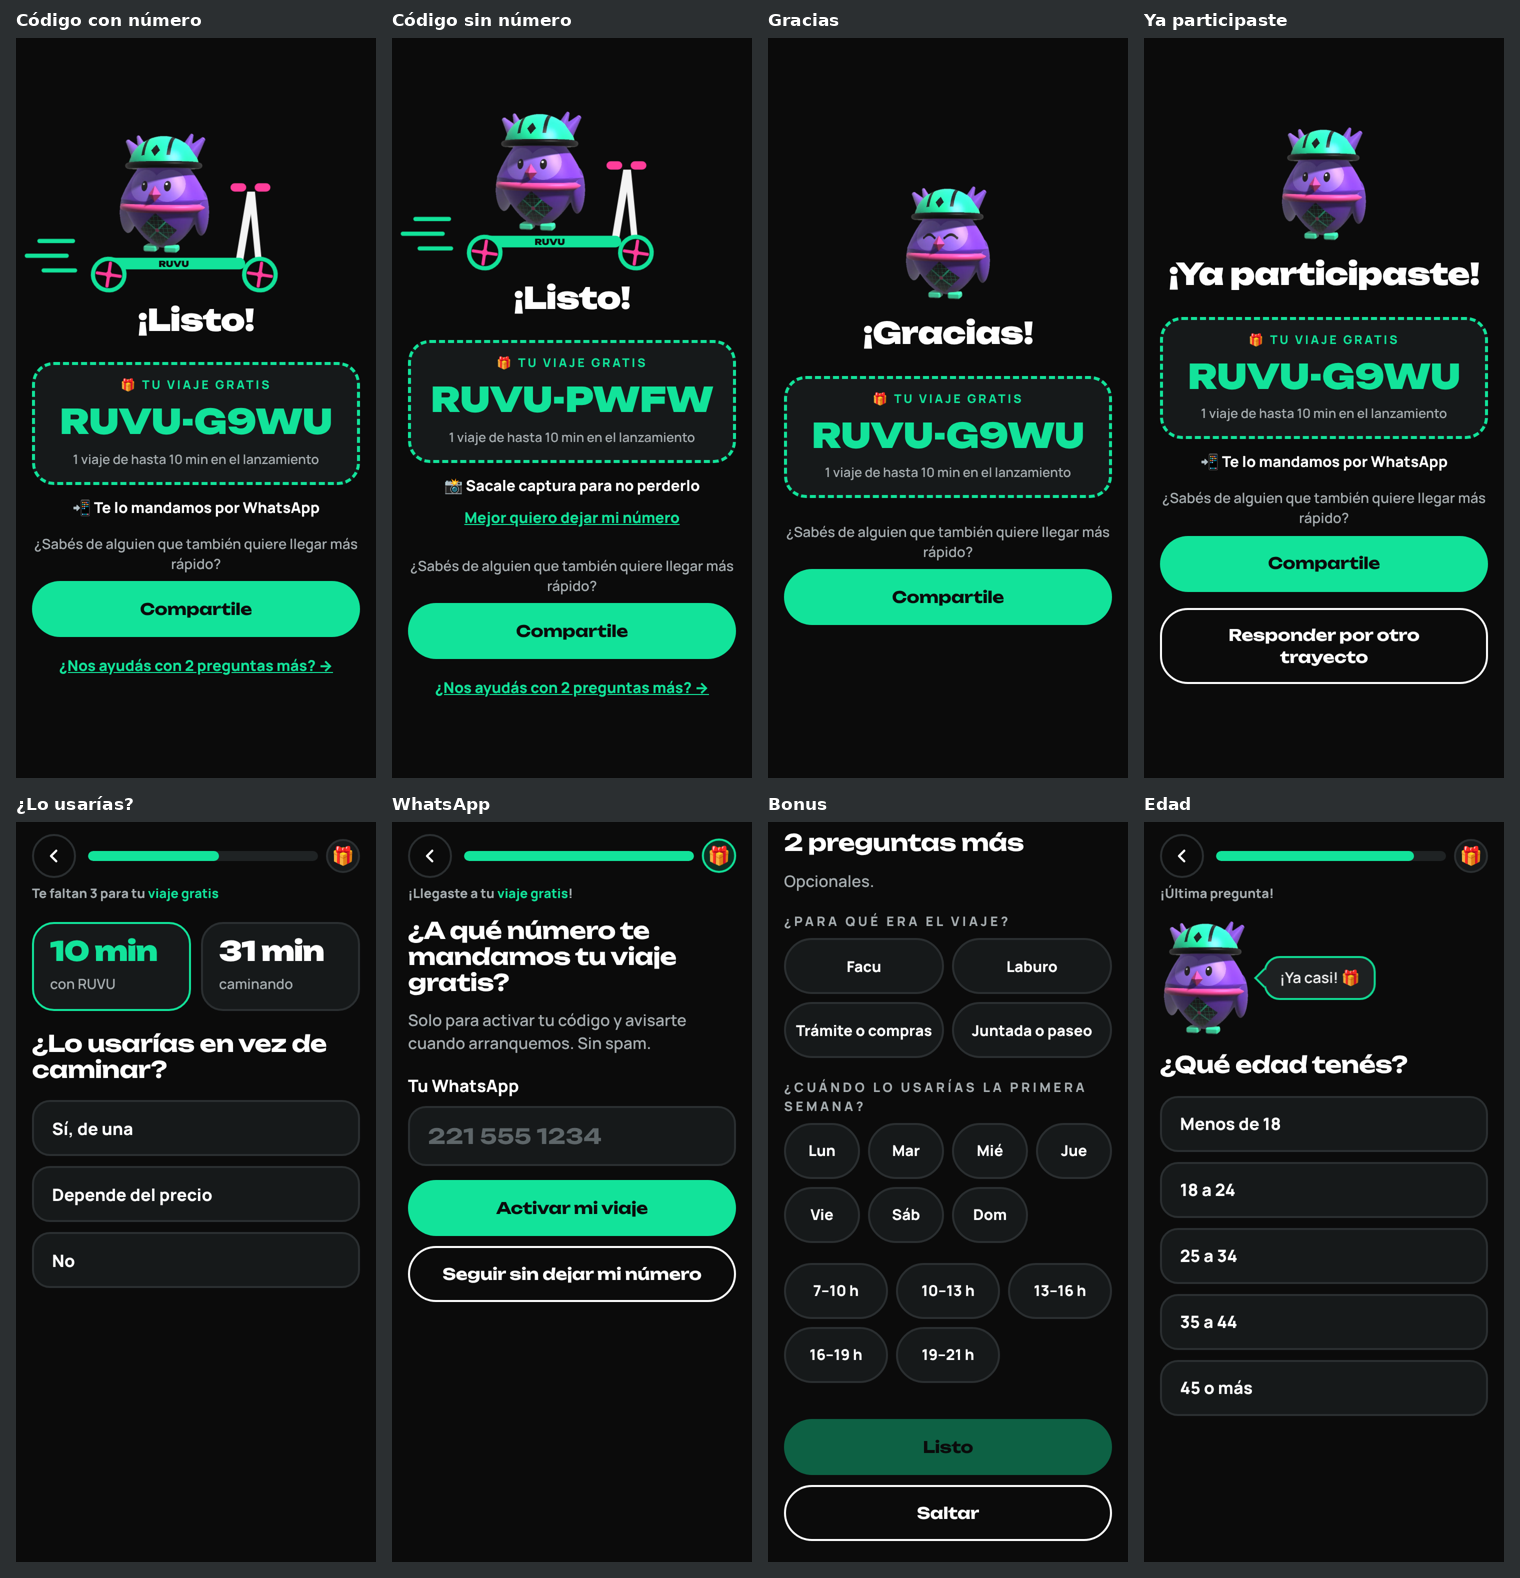 Código con número
RUVU
¡Listo!
🎁 TU VIAJE GRATIS
RUVU-G9WU
1 viaje de hasta 10 min en el lanzamiento
📲 Te lo mandamos por WhatsApp
¿Sabés de alguien que también quiere llegar más
rápido?
Compartile
¿Nos ayudás con 2 preguntas más? →
Código sin número
RUVU
¡Listo!
🎁 TU VIAJE GRATIS
RUVU-PWFW
1 viaje de hasta 10 min en el lanzamiento
📸 Sacale captura para no perderlo
Mejor quiero dejar mi número
¿Sabés de alguien que también quiere llegar más
rápido?
Compartile
¿Nos ayudás con 2 preguntas más? →
Gracias
¡Gracias!
🎁 TU VIAJE GRATIS
RUVU-G9WU
1 viaje de hasta 10 min en el lanzamiento
¿Sabés de alguien que también quiere llegar más
rápido?
Compartile
Ya participaste
¡Ya participaste!
🎁 TU VIAJE GRATIS
RUVU-G9WU
1 viaje de hasta 10 min en el lanzamiento
📲 Te lo mandamos por WhatsApp
¿Sabés de alguien que también quiere llegar más
rápido?
Compartile
Responder por otro
trayecto
¿Lo usarías?
Te faltan 3 para tu viaje gratis
10 min
con RUVU
31 min
caminando
¿Lo usarías en vez de
caminar?
Sí, de una
Depende del precio
No
WhatsApp
¡Llegaste a tu viaje gratis!
¿A qué número te
mandamos tu viaje
gratis?
Solo para activar tu código y avisarte
cuando arranquemos. Sin spam.
Tu WhatsApp
221 555 1234
Activar mi viaje
Seguir sin dejar mi número
Bonus
2 preguntas más
Opcionales.
¿PARA QUÉ ERA EL VIAJE?
Facu
Laburo
Trámite o compras
Juntada o paseo
¿CUÁNDO LO USARÍAS LA PRIMERA
SEMANA?
Lun
Mar
Mié
Jue
Vie
Sáb
Dom
7–10 h
10–13 h
13–16 h
16–19 h
19–21 h
Listo
Saltar
Edad
¡Última pregunta!
¡Ya casi! 🎁
¿Qué edad tenés?
Menos de 18
18 a 24
25 a 34
35 a 44
45 o más